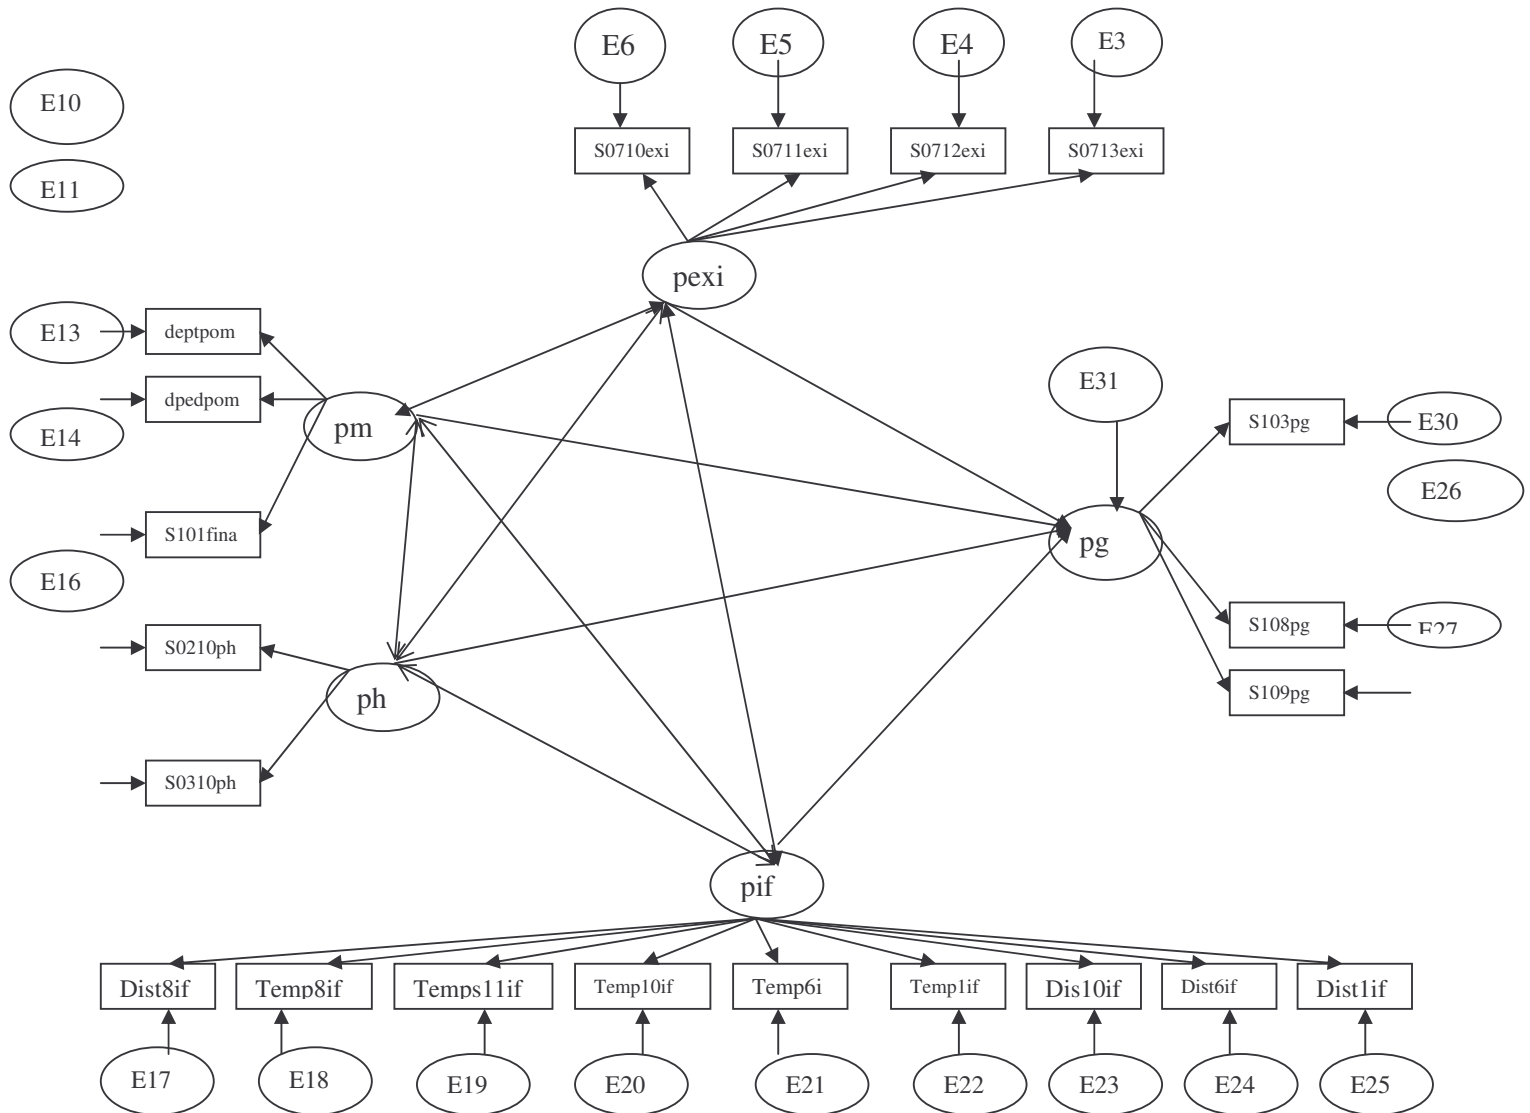 E6
E5
E4
E3
E10
S0710exi
S0711exi
S0712exi
S0713exi
E11
pexi
E13
deptpom
E31
dpedpom
S103pg
E30
E14
pm
E26
S101fina
pg
E16
S0210ph
S108pg
E27
S109pg
ph
S0310ph
pif
Dist8if
Temp8if
Temps11if
Temp10if
Temp6i
Temp1if
Dis10if
Dist6if
Dist1if
E17
E18
E19
E20
E21
E22
E23
E24
E25